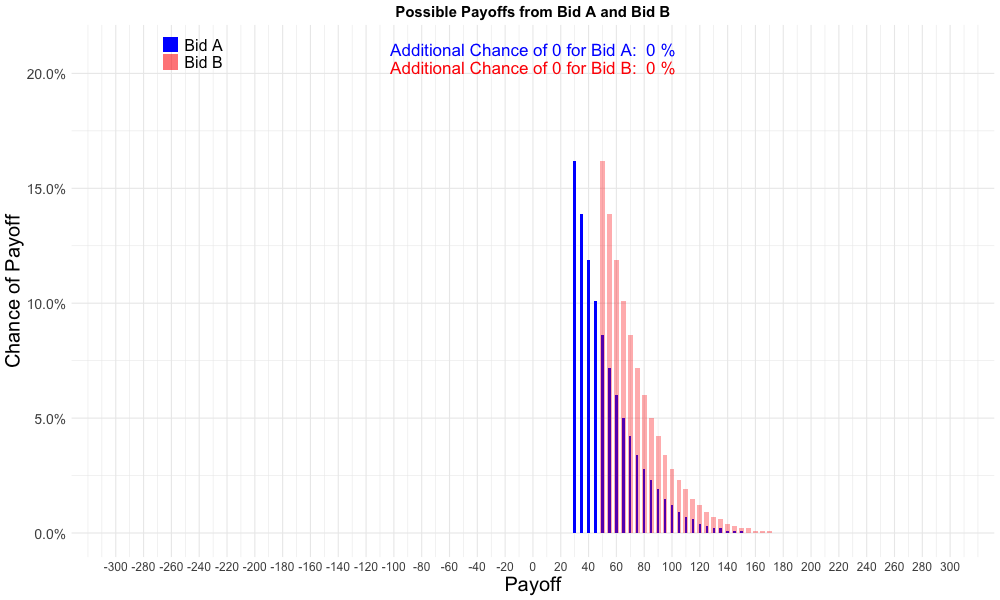 Possible Payoffs from Bid A and Bid B
Bid A
Bid B
Additional Chance of 0 for Bid A:  0 %
Additional Chance of 0 for Bid B:  0 %
Chance of Payoff
20.0%
15.0%
10.0%
5.0%
0.0%
-300 -280 -260 -240 -220 -200 -180 -160 -140 -120 -100 -80 -60 -40 -20 0 20 40 60 80 100 120 140 160 180 200 220 240 260 280 300
Payoff